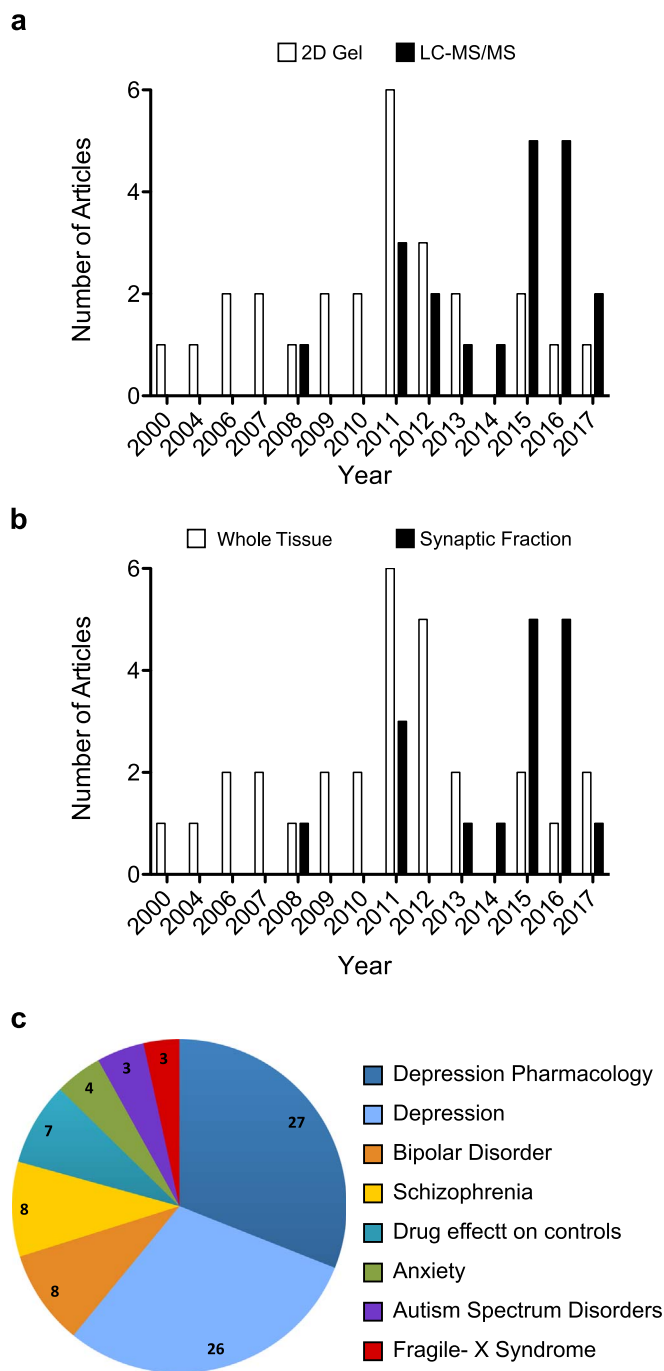 a
2D Gel LC-MS/MS
Number of Articles
6
4
2
0
2000 2004 2006 2007 2008 2009 2010 2011 2012 2013 2014 2015 2016 2017
Year
b
Whole Tissue Synaptic Fraction
Number of Articles
6
4
2
0
2000 2004 2006 2007 2008 2009 2010 2011 2012 2013 2014 2015 2016 2017
Year
c
3 3
4
27
7
8
8
26
Depression Pharmacology
Depression
Bipolar Disorder
Schizophrenia
Drug effectt on controls
Anxiety
Autism Spectrum Disorders
Fragile- X Syndrome